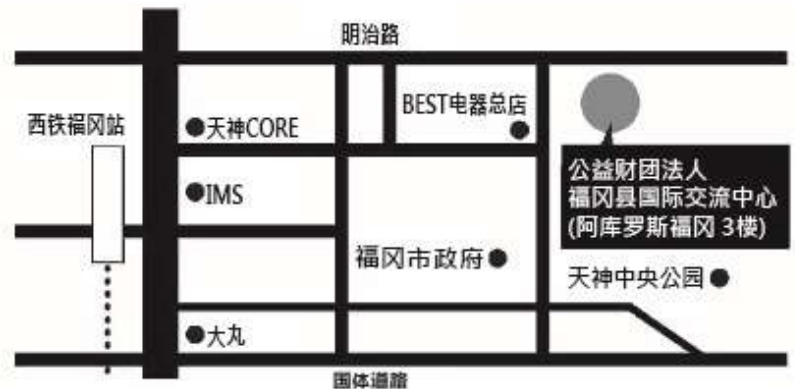 明治路
BEST电器总店
西铁福冈站
天神CORE
公益财团法人
福冈县国际交流中心
(阿库罗斯福冈 3楼)
IMS
福冈市政府
天神中央公园
大丸
国体道路